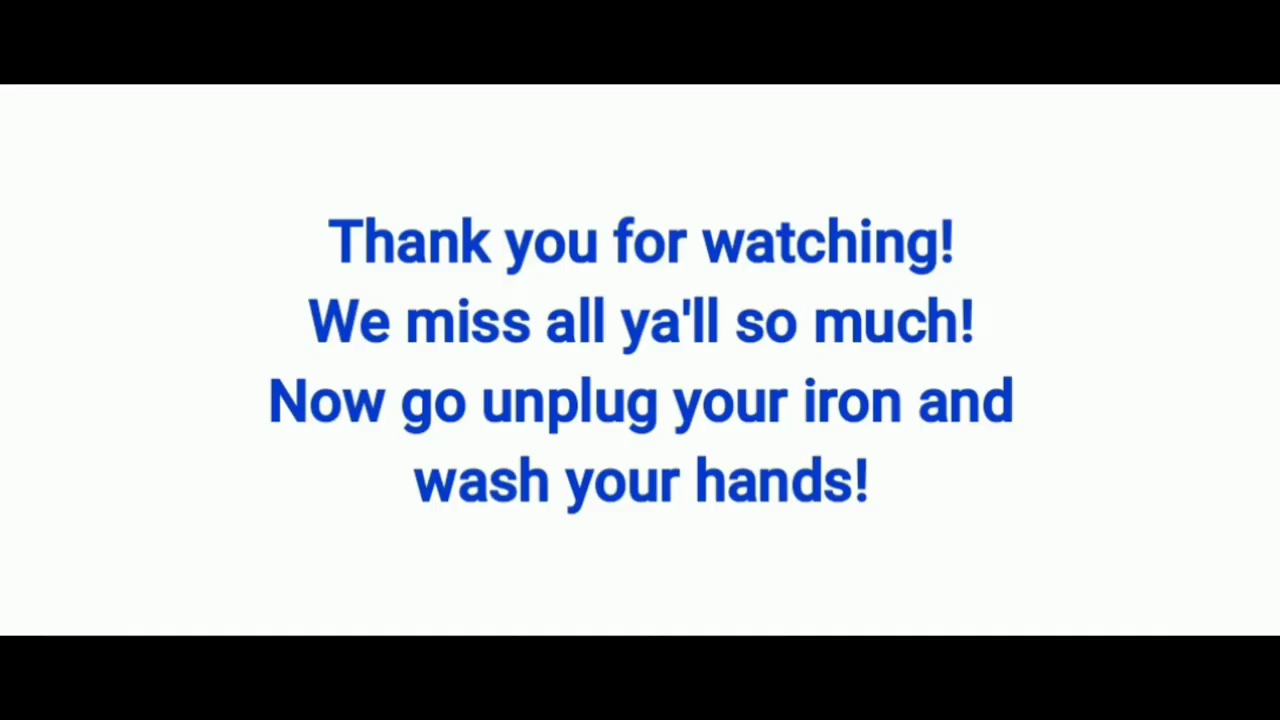 Thank you for watching!
We miss all ya'll so much!
Now go unplug your iron and
wash your hands!